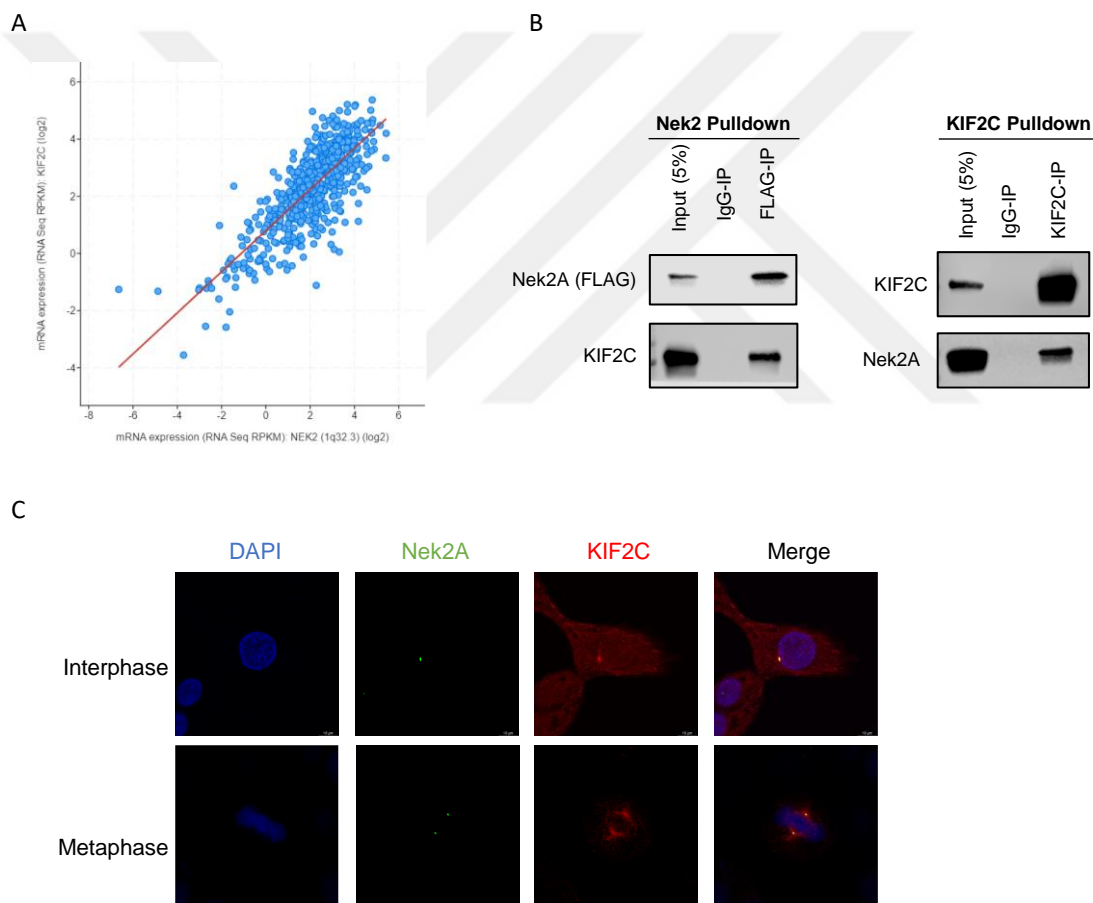 A
B
6
4
2
0
-2
-4
-8
-6
-4
-2
0
2
4
6
mRNA expression (RNA Seq RPKM): KIF2C (log2)
mRNA expression (RNA Seq RPKM): NEK2 (1q32.3) (log2)
Nek2 Pulldown
Input (5%)
IgG-IP
FLAG-IP
Nek2A (FLAG)
KIF2C
KIF2C Pulldown
Input (5%)
IgG-IP
KIF2C-IP
KIF2C
Nek2A
C
DAPI
Nek2A
KIF2C
Merge
Interphase
Metaphase